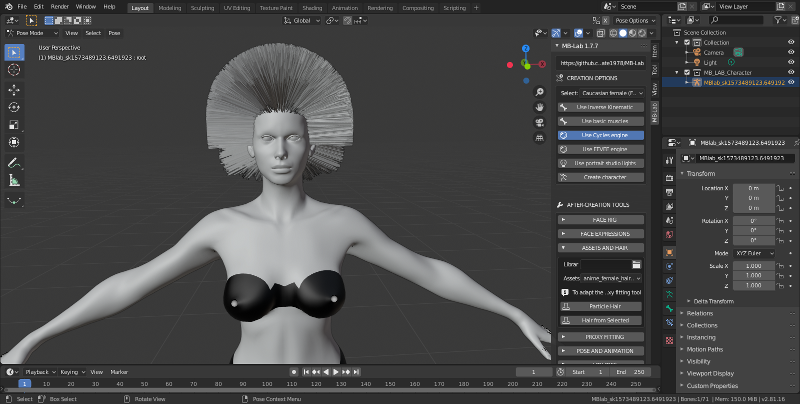 File Edit Render Window Help
Layout Modeling Sculpting UV Editing Texture Paint Shading Animation Rendering Compositing Scripting +
Scene
View Layer
Global
Pose Options
Pose Mode
View Select Pose
User Perspective
(1) MBlab_sk1573489123.6491923 : root
Z
MB-Lab 1.7.7
https://github.c..ate1978/MB-Lab
CREATION OPTIONS
Select: Caucasian female (F...
Use Inverse Kinematic
Use basic muscles
Use Cycles engine
Use EEVEE engine
Use portrait studio lights
Create character
AFTER-CREATION TOOLS
FACE RIG
FACE EXPRESSIONS
ASSETS AND HAIR
Librar
Assets anime_female_hair...
To adapt the ..xy fitting tool
Particle Hair
Hair from Selected
PROXY FITTING
POSE AND ANIMATION
Item
Tool
View
MB-Lab
Scene Collection
Collection
Camera
Light
MB_LAB_Character
MBlab_sk1573489123.649192
MBlab_sk1573489123.6491923
MBlab_sk1573489123.6491923
Transform
Location X 0 m
Y 0 m
Z 0 m
Rotation X 0°
Y 0°
Z 0°
Mode XYZ Euler
Scale X 1.000
Y 1.000
Z 1.000
Delta Transform
Relations
Collections
Instancing
Motion Paths
Visibility
Viewport Display
Custom Properties
Playback Keying View Marker
1 Start 1 End 250
1 10 20 30 40 50 60 70 80 90 100 110 120 130 140 150 160 170 180 190 200 210 220 230 240 250
Select Box Select Rotate View Pose Context Menu
MBlab_sk1573489123.6491923 | Bones:1/71 | Mem: 150.0 MiB | v2.81.16